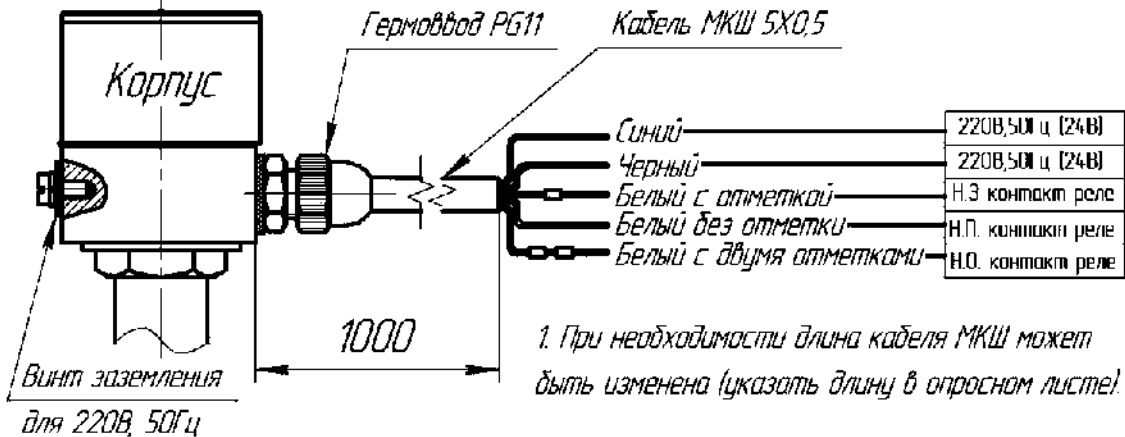 Гермоввод PG11
Кабель МКШ 5Х0,5
Корпус
Синий
220В,50Гц (24В)
Черный
220В,50Гц (24В)
Белый с отметкой
Н.З контакт реле
Белый без отметки
Н.П. контакт реле
Белый с двумя отметками
Н.О. контакт реле
1000
1. При необходимости длина кабеля МКШ может
быть изменена (указать длину в опросном листе).
Винт заземления
для 220В, 50Гц